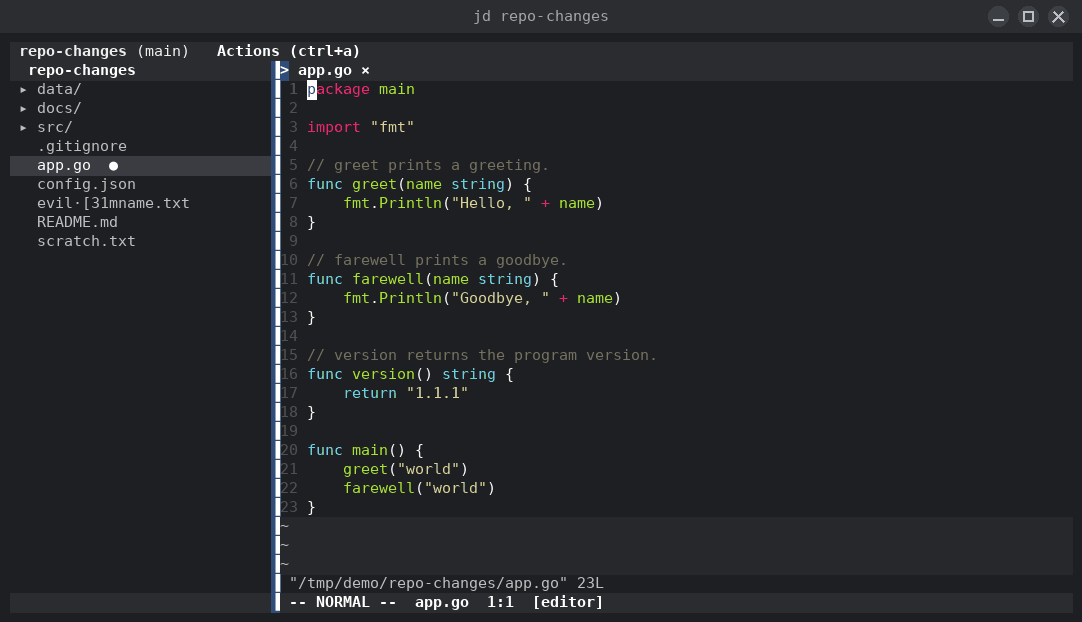 jd repo-changes
repo-changes (main)   Actions (ctrl+a)
repo-changes
> app.go ×
▸ data/
▸ docs/
▸ src/
.gitignore
app.go ●
config.json
evil·[31mname.txt
README.md
scratch.txt
1 package main
2
3 import "fmt"
4
5 // greet prints a greeting.
6 func greet(name string) {
7     fmt.Println("Hello, " + name)
8 }
9
10 // farewell prints a goodbye.
11 func farewell(name string) {
12     fmt.Println("Goodbye, " + name)
13 }
14
15 // version returns the program version.
16 func version() string {
17     return "1.1.1"
18 }
19
20 func main() {
21     greet("world")
22     farewell("world")
23 }
~
~
~
"/tmp/demo/repo-changes/app.go" 23L
-- NORMAL --  app.go  1:1  [editor]